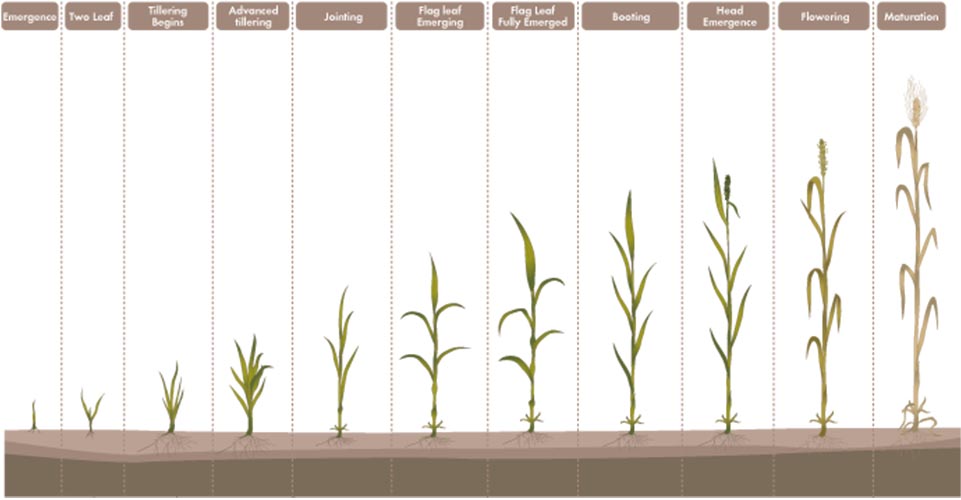 Emergence
Two Leaf
Tillering
Begins
Advanced
tillering
Jointing
Flag leaf
Emerging
Flag Leaf
Fully Emerged
Booting
Head
Emergence
Flowering
Maturation